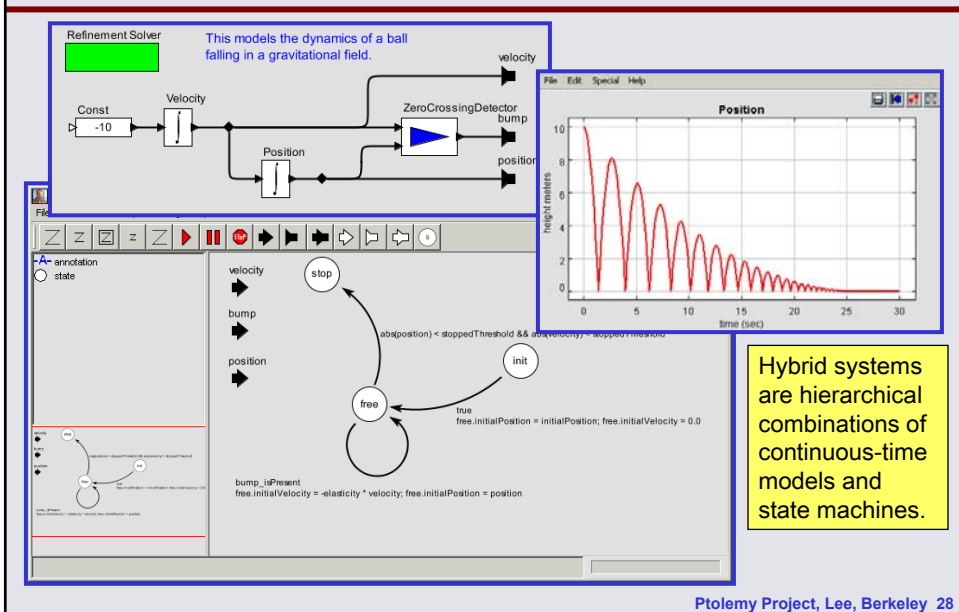 Refinement Solver
This models the dynamics of a ball
falling in a gravitational field.
velocity
Const
-10
Velocity
∫
ZeroCrossingDetector
bump
Position
∫
position
File Edit Special Help
Position
10
8
6
4
2
0
height meters
0 5 10 15 20 25 30
time (sec)
STOP
s
-A- annotation
state
velocity
bump
position
stop
abs(position) < stoppedThreshold && abs(velocity) < stoppedThreshold
init
free
true
free.initialPosition = initialPosition; free.initialVelocity = 0.0
bump_isPresent
free.initialVelocity = -elasticity * velocity; free.initialPosition = position
Hybrid systems
are hierarchical
combinations of
continuous-time
models and
state machines.
Ptolemy Project, Lee, Berkeley 28